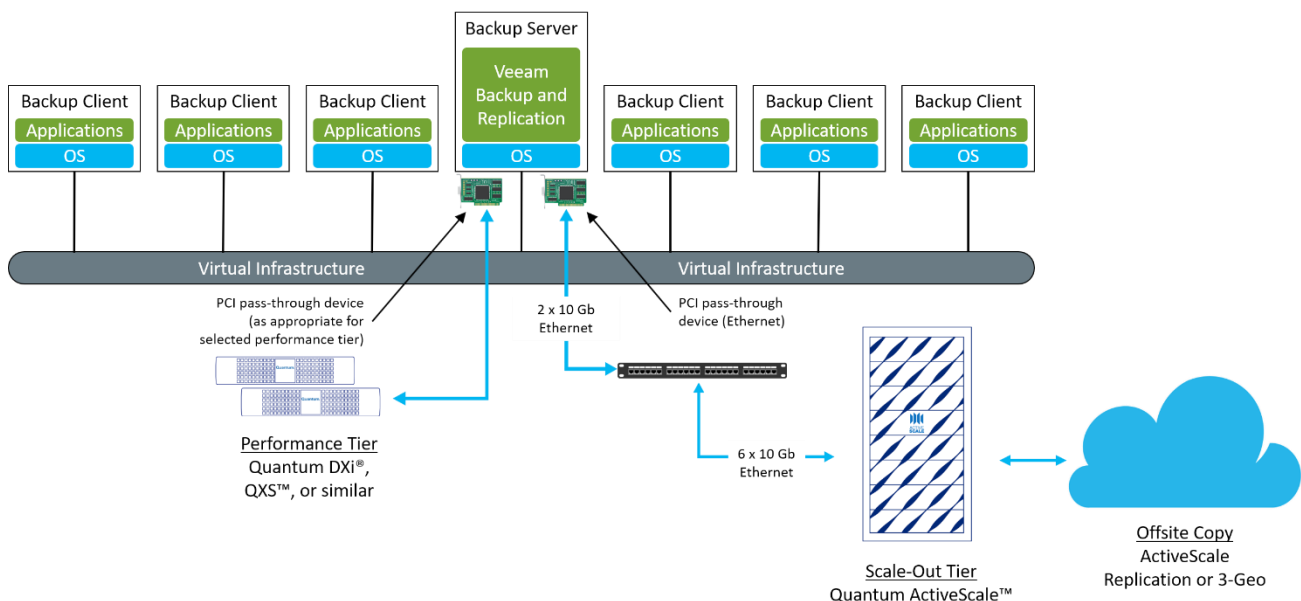 Backup Server
Veeam
Backup and
Replication
OS
Backup Client
Applications
OS
Backup Client
Applications
OS
Backup Client
Applications
OS
Backup Client
Applications
OS
Backup Client
Applications
OS
Backup Client
Applications
OS
Virtual Infrastructure
Virtual Infrastructure
PCI pass-through device
(as appropriate for
selected performance tier)
2 x 10 Gb
Ethernet
PCI pass-through
device (Ethernet)
Quantum
Quantum
Performance Tier
Quantum DXi®,
QXS™, or similar
6 x 10 Gb
Ethernet
SCALE
Scale-Out Tier
Quantum ActiveScale™
Offsite Copy
ActiveScale
Replication or 3-Geo